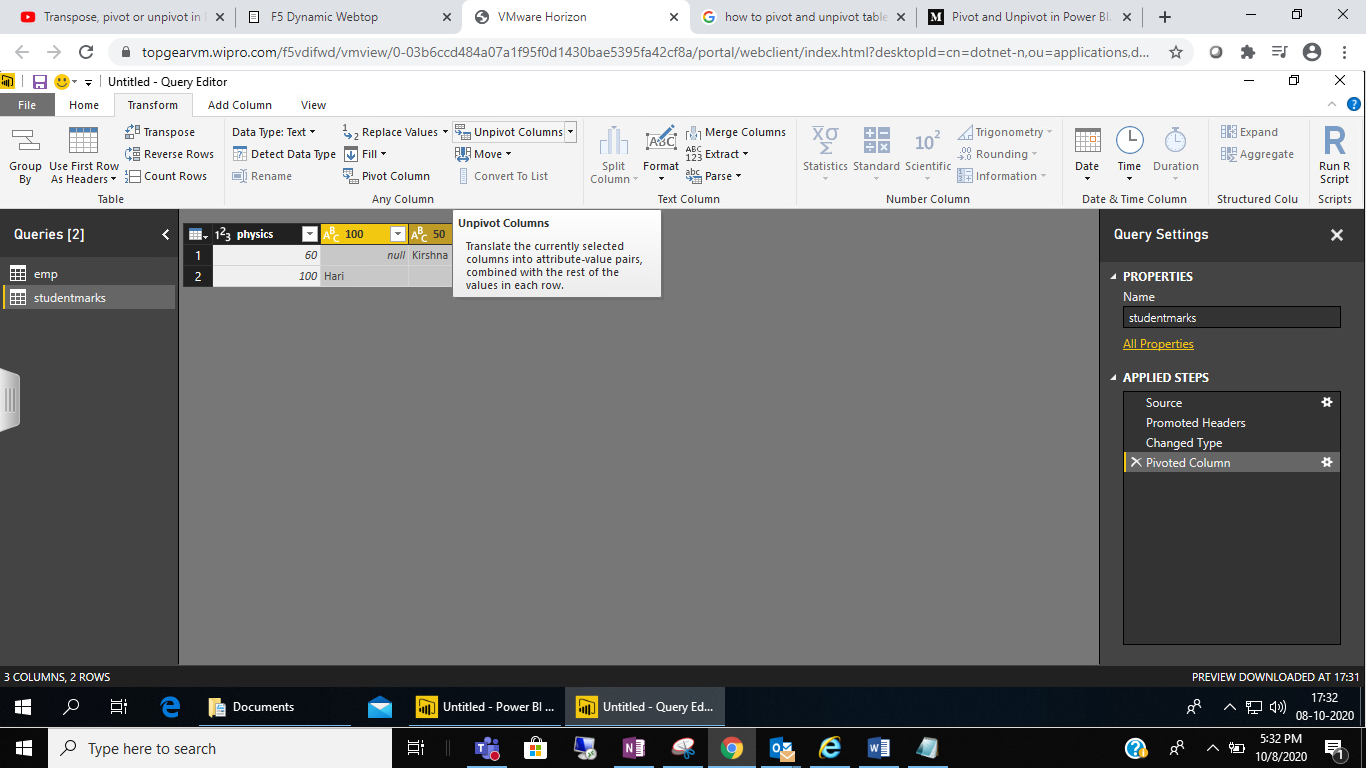 Transpose, pivot or unpivot in
F5 Dynamic Webtop
VMware Horizon
how to pivot and unpivot table
Pivot and Unpivot in Power BI.
topgearvm.wipro.com/f5vdifwd/vmview/0-03b6ccd484a07a1f95f0d1430bae5395fa42cf8a/portal/webclient/index.html?desktopId=cn=dotnet-n,ou=applications,d...
Untitled - Query Editor
File Home Transform Add Column View
Group By
Use First Row As Headers
Transpose
Reverse Rows
Count Rows
Table
Data Type: Text
Detect Data Type
Rename
Replace Values
Fill
Pivot Column
Unpivot Columns
Move
Convert To List
Any Column
Split Column
Format
Merge Columns
Extract
Parse
Text Column
Statistics
Standard
Scientific
Trigonometry
Rounding
Information
Number Column
Date
Time
Duration
Date & Time Column
Expand
Aggregate
Structured Colu
Run R Script
Scripts
Queries [2]
emp
studentmarks
physics 100 50
1 60 null Kirshna
2 100 Hari
Unpivot Columns
Translate the currently selected
columns into attribute-value pairs,
combined with the rest of the
values in each row.
Query Settings
PROPERTIES
Name
studentmarks
All Properties
APPLIED STEPS
Source
Promoted Headers
Changed Type
Pivoted Column
3 COLUMNS, 2 ROWS
PREVIEW DOWNLOADED AT 17:31
Documents
Untitled - Power BI ...
Untitled - Query Ed...
17:32
08-10-2020
Type here to search
5:32 PM
10/8/2020
1